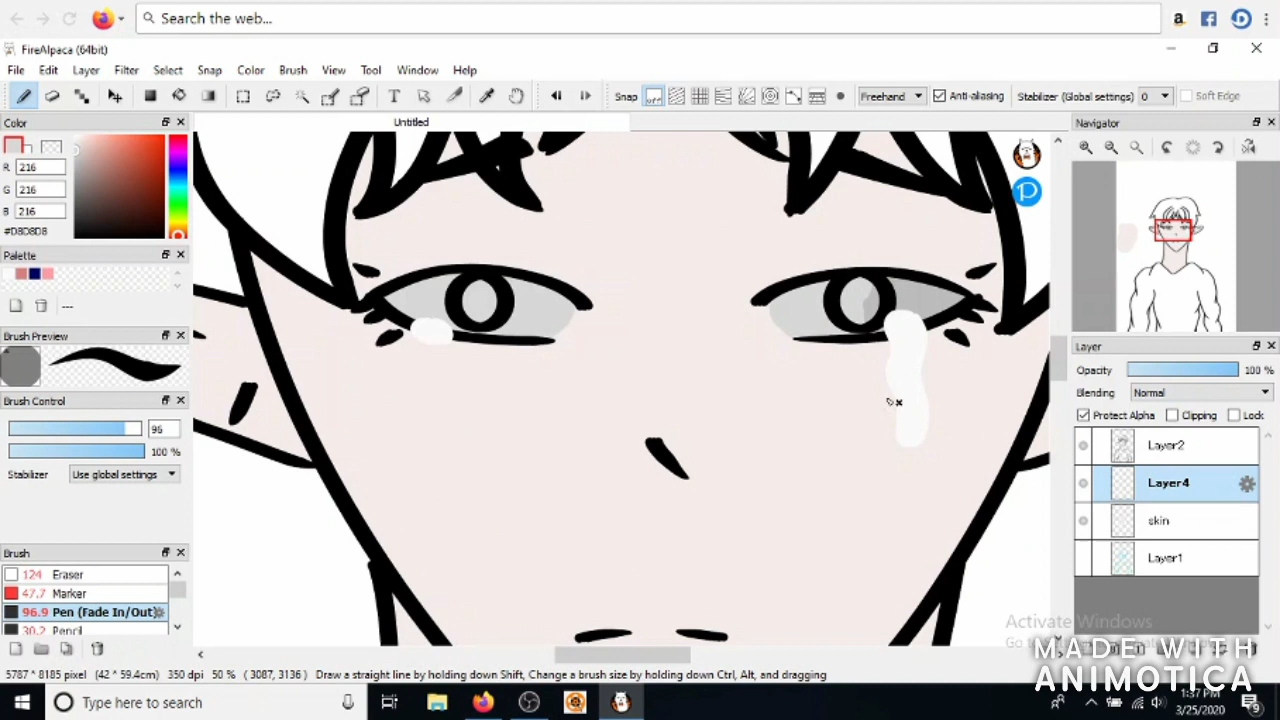 Search the web...
FireAlpaca (64bit)
File Edit Layer Filter Select Snap Color Brush View Tool Window Help
Snap off Freehand Anti-aliasing Stabilizer (Global settings) 0 Soft Edge
Color
Untitled
Navigator
R 216
G 216
B 216
#D8D8D8
Palette
---
Brush Preview
Brush Control
96
100 %
Stabilizer Use global settings
Brush
124 Eraser
47.7 Marker
96.9 Pen (Fade In/Out)
30.2 Pencil
Layer
Opacity 100 %
Blending Normal
Protect Alpha Clipping Lock
Layer2
Layer4
skin
Layer1
Activate Windows
MADE WITH
ANIMOTICA
5787 * 8185 pixel (42 * 59.4cm) 350 dpi 50 % ( 3087, 3136 ) Draw a straight line by holding down Shift, Change a brush size by holding down Ctrl, Alt, and dragging
Type here to search
1:37 PM
3/25/2020
9